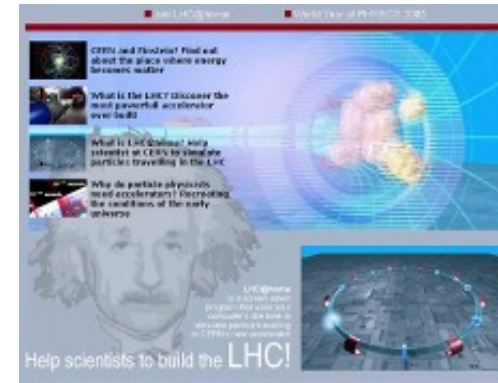 Join LHC@home
World Year of PHYSICS 2005
CERN and Einstein? Find out
about the place where energy
becomes matter
What is the LHC? Discover the
most powerfull accelerator
ever built
What is LHC@home? Help
scientist at CERN to simulate
particles travelling in the LHC
Why do particle physicists
need accelerators? Recreating
the conditions of the early
universe
LHC@home
is a screen saver
program that uses your
computer's idle time to
simulate particle travelling
in CERN's new accelerator
Help scientists to build the LHC!